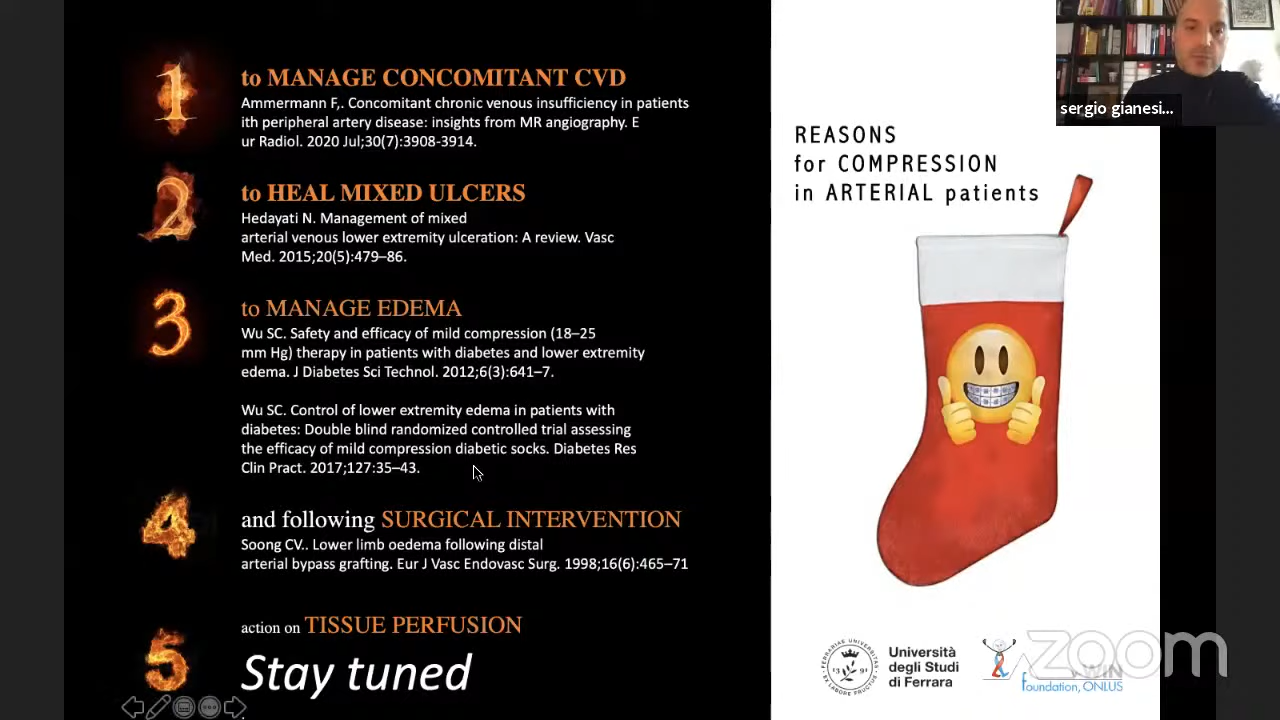 1
to MANAGE CONCOMITANT CVD
Ammermann F,. Concomitant chronic venous insufficiency in patients
ith peripheral artery disease: insights from MR angiography. E
ur Radiol. 2020 Jul;30(7):3908-3914.
2
to HEAL MIXED ULCERS
Hedayati N. Management of mixed
arterial venous lower extremity ulceration: A review. Vasc
Med. 2015;20(5):479–86.
3
to MANAGE EDEMA
Wu SC. Safety and efficacy of mild compression (18–25
mm Hg) therapy in patients with diabetes and lower extremity
edema. J Diabetes Sci Technol. 2012;6(3):641–7.
Wu SC. Control of lower extremity edema in patients with
diabetes: Double blind randomized controlled trial assessing
the efficacy of mild compression diabetic socks. Diabetes Res
Clin Pract. 2017;127:35–43.
4
and following SURGICAL INTERVENTION
Soong CV.. Lower limb oedema following distal
arterial bypass grafting. Eur J Vasc Endovasc Surg. 1998;16(6):465–71
5
action on TISSUE PERFUSION
Stay tuned
REASONS
for COMPRESSION
in ARTERIAL patients
sergio gianesi...
Università
degli Studi
di Ferrara
WIN
foundation, ONLUS
zoom